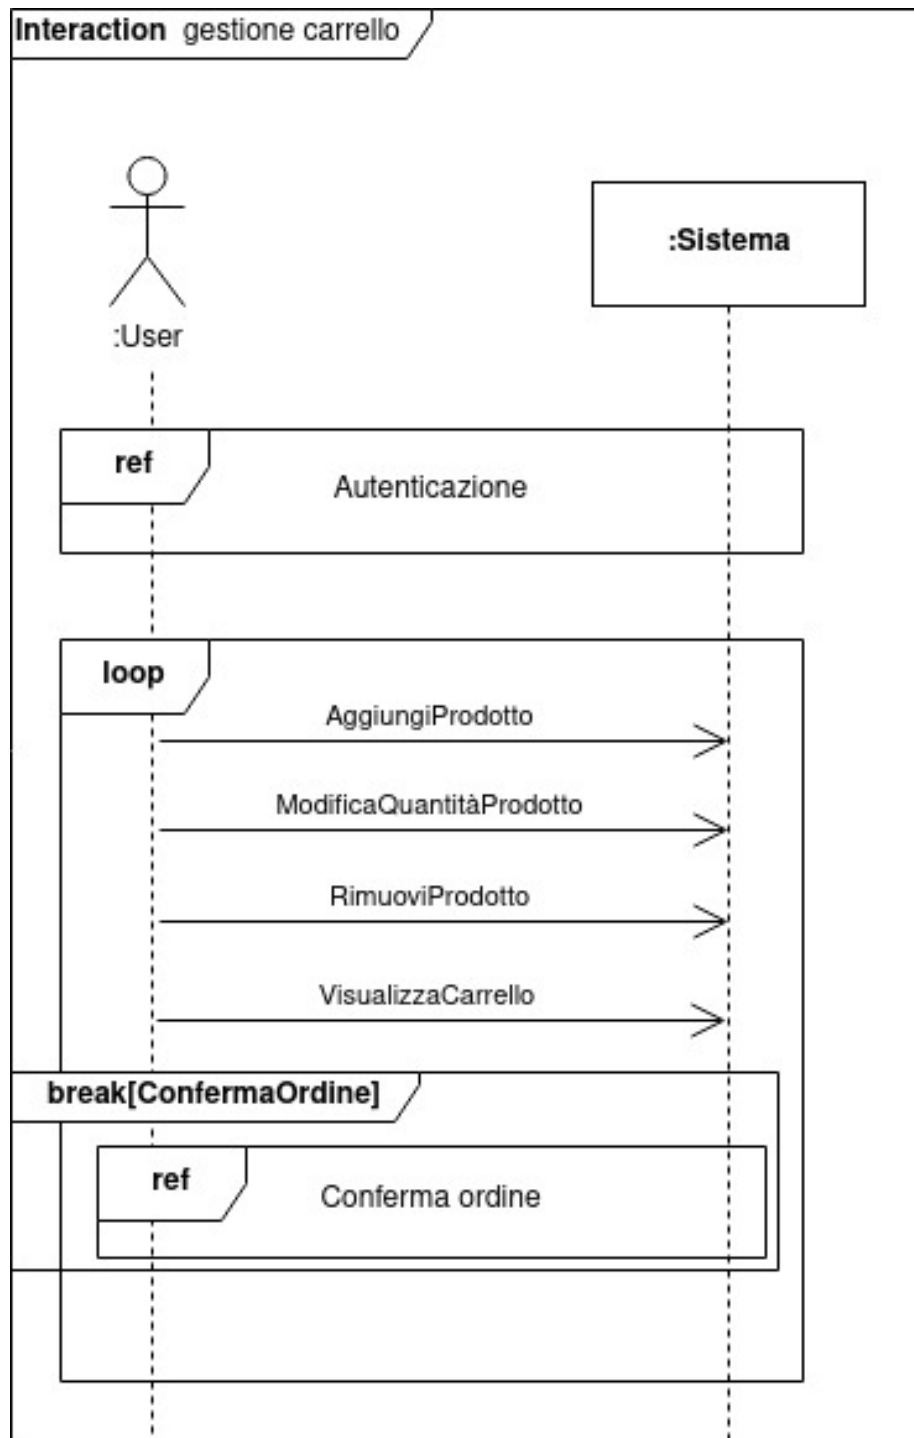 Interaction gestione carrello
:Sistema
:User
ref
Autenticazione
loop
AggiungiProdotto
ModificaQuantitàProdotto
RimuoviProdotto
VisualizzaCarrello
break[ConfermaOrdine]
ref
Conferma ordine